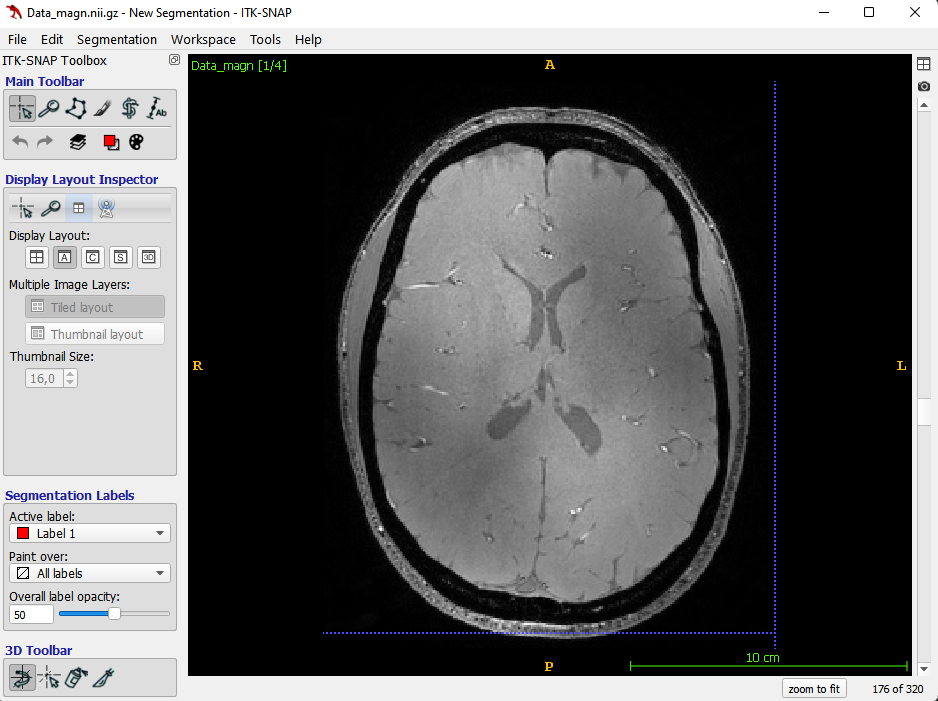 Data_magn.nii.gz - New Segmentation - ITK-SNAP
File Edit Segmentation Workspace Tools Help
ITK-SNAP Toolbox
Main Toolbar
Ab
Display Layout Inspector
Display Layout:
A C S 3D
Multiple Image Layers:
Tiled layout
Thumbnail layout
Thumbnail Size:
16,0
Segmentation Labels
Active label:
Label 1
Paint over:
All labels
Overall label opacity:
50
3D Toolbar
Data_magn [1/4]
A
R
L
P
10 cm
zoom to fit
176 of 320